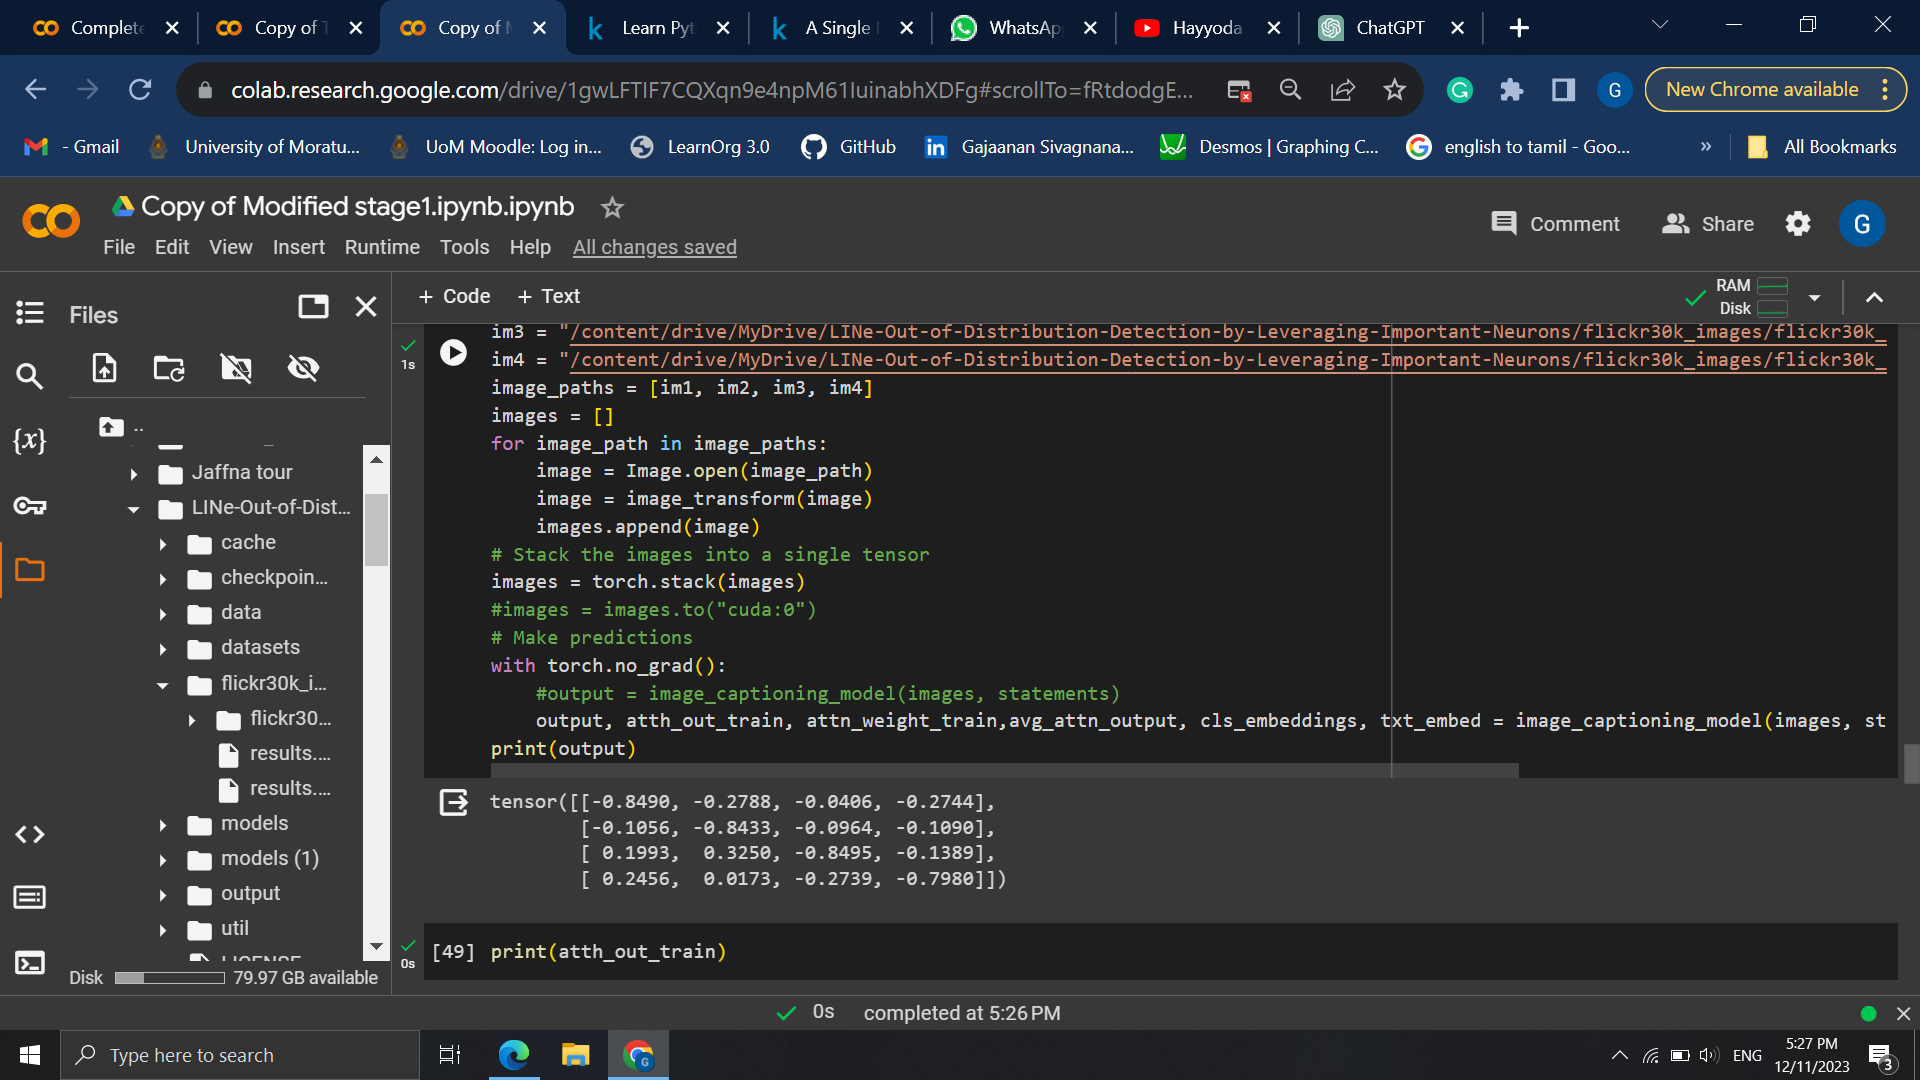 Complete
Copy of T
Copy of M
Learn Pyt
A Single
WhatsAp
Hayyoda
ChatGPT
colab.research.google.com/drive/1gwLFTIF7CQXqn9e4npM61IuinabhXDFg#scrollTo=fRtdodgE...
G
New Chrome available
- Gmail
University of Moratu...
UoM Moodle: Log in...
LearnOrg 3.0
GitHub
Gajaanan Sivagnana...
Desmos | Graphing C...
english to tamil - Goo...
»
All Bookmarks
Copy of Modified stage1.ipynb.ipynb
Comment
Share
G
File Edit View Insert Runtime Tools Help All changes saved
Files
+ Code + Text
RAM
Disk
..
Jaffna tour
LINe-Out-of-Dist...
cache
checkpoin...
data
datasets
flickr30k_i...
flickr30...
results....
results....
models
models (1)
output
util
LICENSE
Disk 79.97 GB available
1s
im3 = "/content/drive/MyDrive/LINe-Out-of-Distribution-Detection-by-Leveraging-Important-Neurons/flickr30k_images/flickr30k_
im4 = "/content/drive/MyDrive/LINe-Out-of-Distribution-Detection-by-Leveraging-Important-Neurons/flickr30k_images/flickr30k_
image_paths = [im1, im2, im3, im4]
images = []
for image_path in image_paths:
    image = Image.open(image_path)
    image = image_transform(image)
    images.append(image)
# Stack the images into a single tensor
images = torch.stack(images)
#images = images.to("cuda:0")
# Make predictions
with torch.no_grad():
    #output = image_captioning_model(images, statements)
    output, atth_out_train, attn_weight_train,avg_attn_output, cls_embeddings, txt_embed = image_captioning_model(images, st
print(output)
tensor([[-0.8490, -0.2788, -0.0406, -0.2744],
        [-0.1056, -0.8433, -0.0964, -0.1090],
        [ 0.1993,  0.3250, -0.8495, -0.1389],
        [ 0.2456,  0.0173, -0.2739, -0.7980]])
0s
[49] print(atth_out_train)
0s completed at 5:26 PM
Type here to search
ENG
5:27 PM
12/11/2023
3